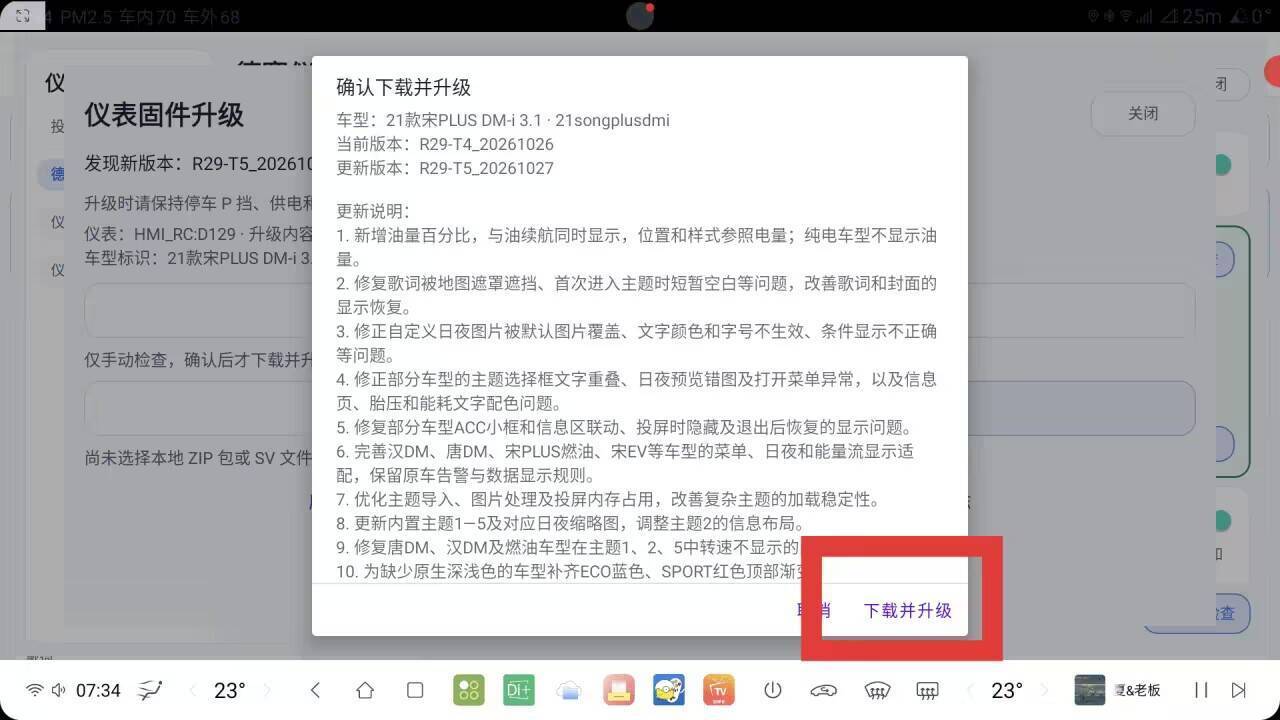 PM2.5 车内70 车外68
25m
0°
仪
关闭
确认下载并升级
车型：21款宋PLUS DM-i 3.1 · 21songplusdmi
当前版本：R29-T4_20261026
更新版本：R29-T5_20261027
更新说明：
1. 新增油量百分比，与油续航同时显示，位置和样式参照电量；纯电车型不显示油
量。
2. 修复歌词被地图遮罩遮挡、首次进入主题时短暂空白等问题，改善歌词和封面的
显示恢复。
3. 修正自定义日夜图片被默认图片覆盖、文字颜色和字号不生效、条件显示不正确
等问题。
4. 修正部分车型的主题选择框文字重叠、日夜预览错图及打开菜单异常，以及信息
页、胎压和能耗文字配色问题。
5. 修复部分车型ACC小框和信息区联动、投屏时隐藏及退出后恢复的显示问题。
6. 完善汉DM、唐DM、宋PLUS燃油、宋EV等车型的菜单、日夜和能量流显示适
配，保留原车告警与数据显示规则。
7. 优化主题导入、图片处理及投屏内存占用，改善复杂主题的加载稳定性。
8. 更新内置主题1—5及对应日夜缩略图，调整主题2的信息布局。
9. 修复唐DM、汉DM及燃油车型在主题1、2、5中转速不显示的
10. 为缺少原生深浅色的车型补齐ECO蓝色、SPORT红色顶部渐
下载并升级
仪表固件升级
发现新版本：R29-T5_202610
升级时请保持停车 P 挡、供电和
仪表：HMI_RC:D129 · 升级内容
车型标识：21款宋PLUS DM-i 3.
仅手动检查，确认后才下载并升
尚未选择本地 ZIP 包或 SV 文件
投
德
仪
仪
查
07:34
23°
Di+
TV
23°
夏&老板